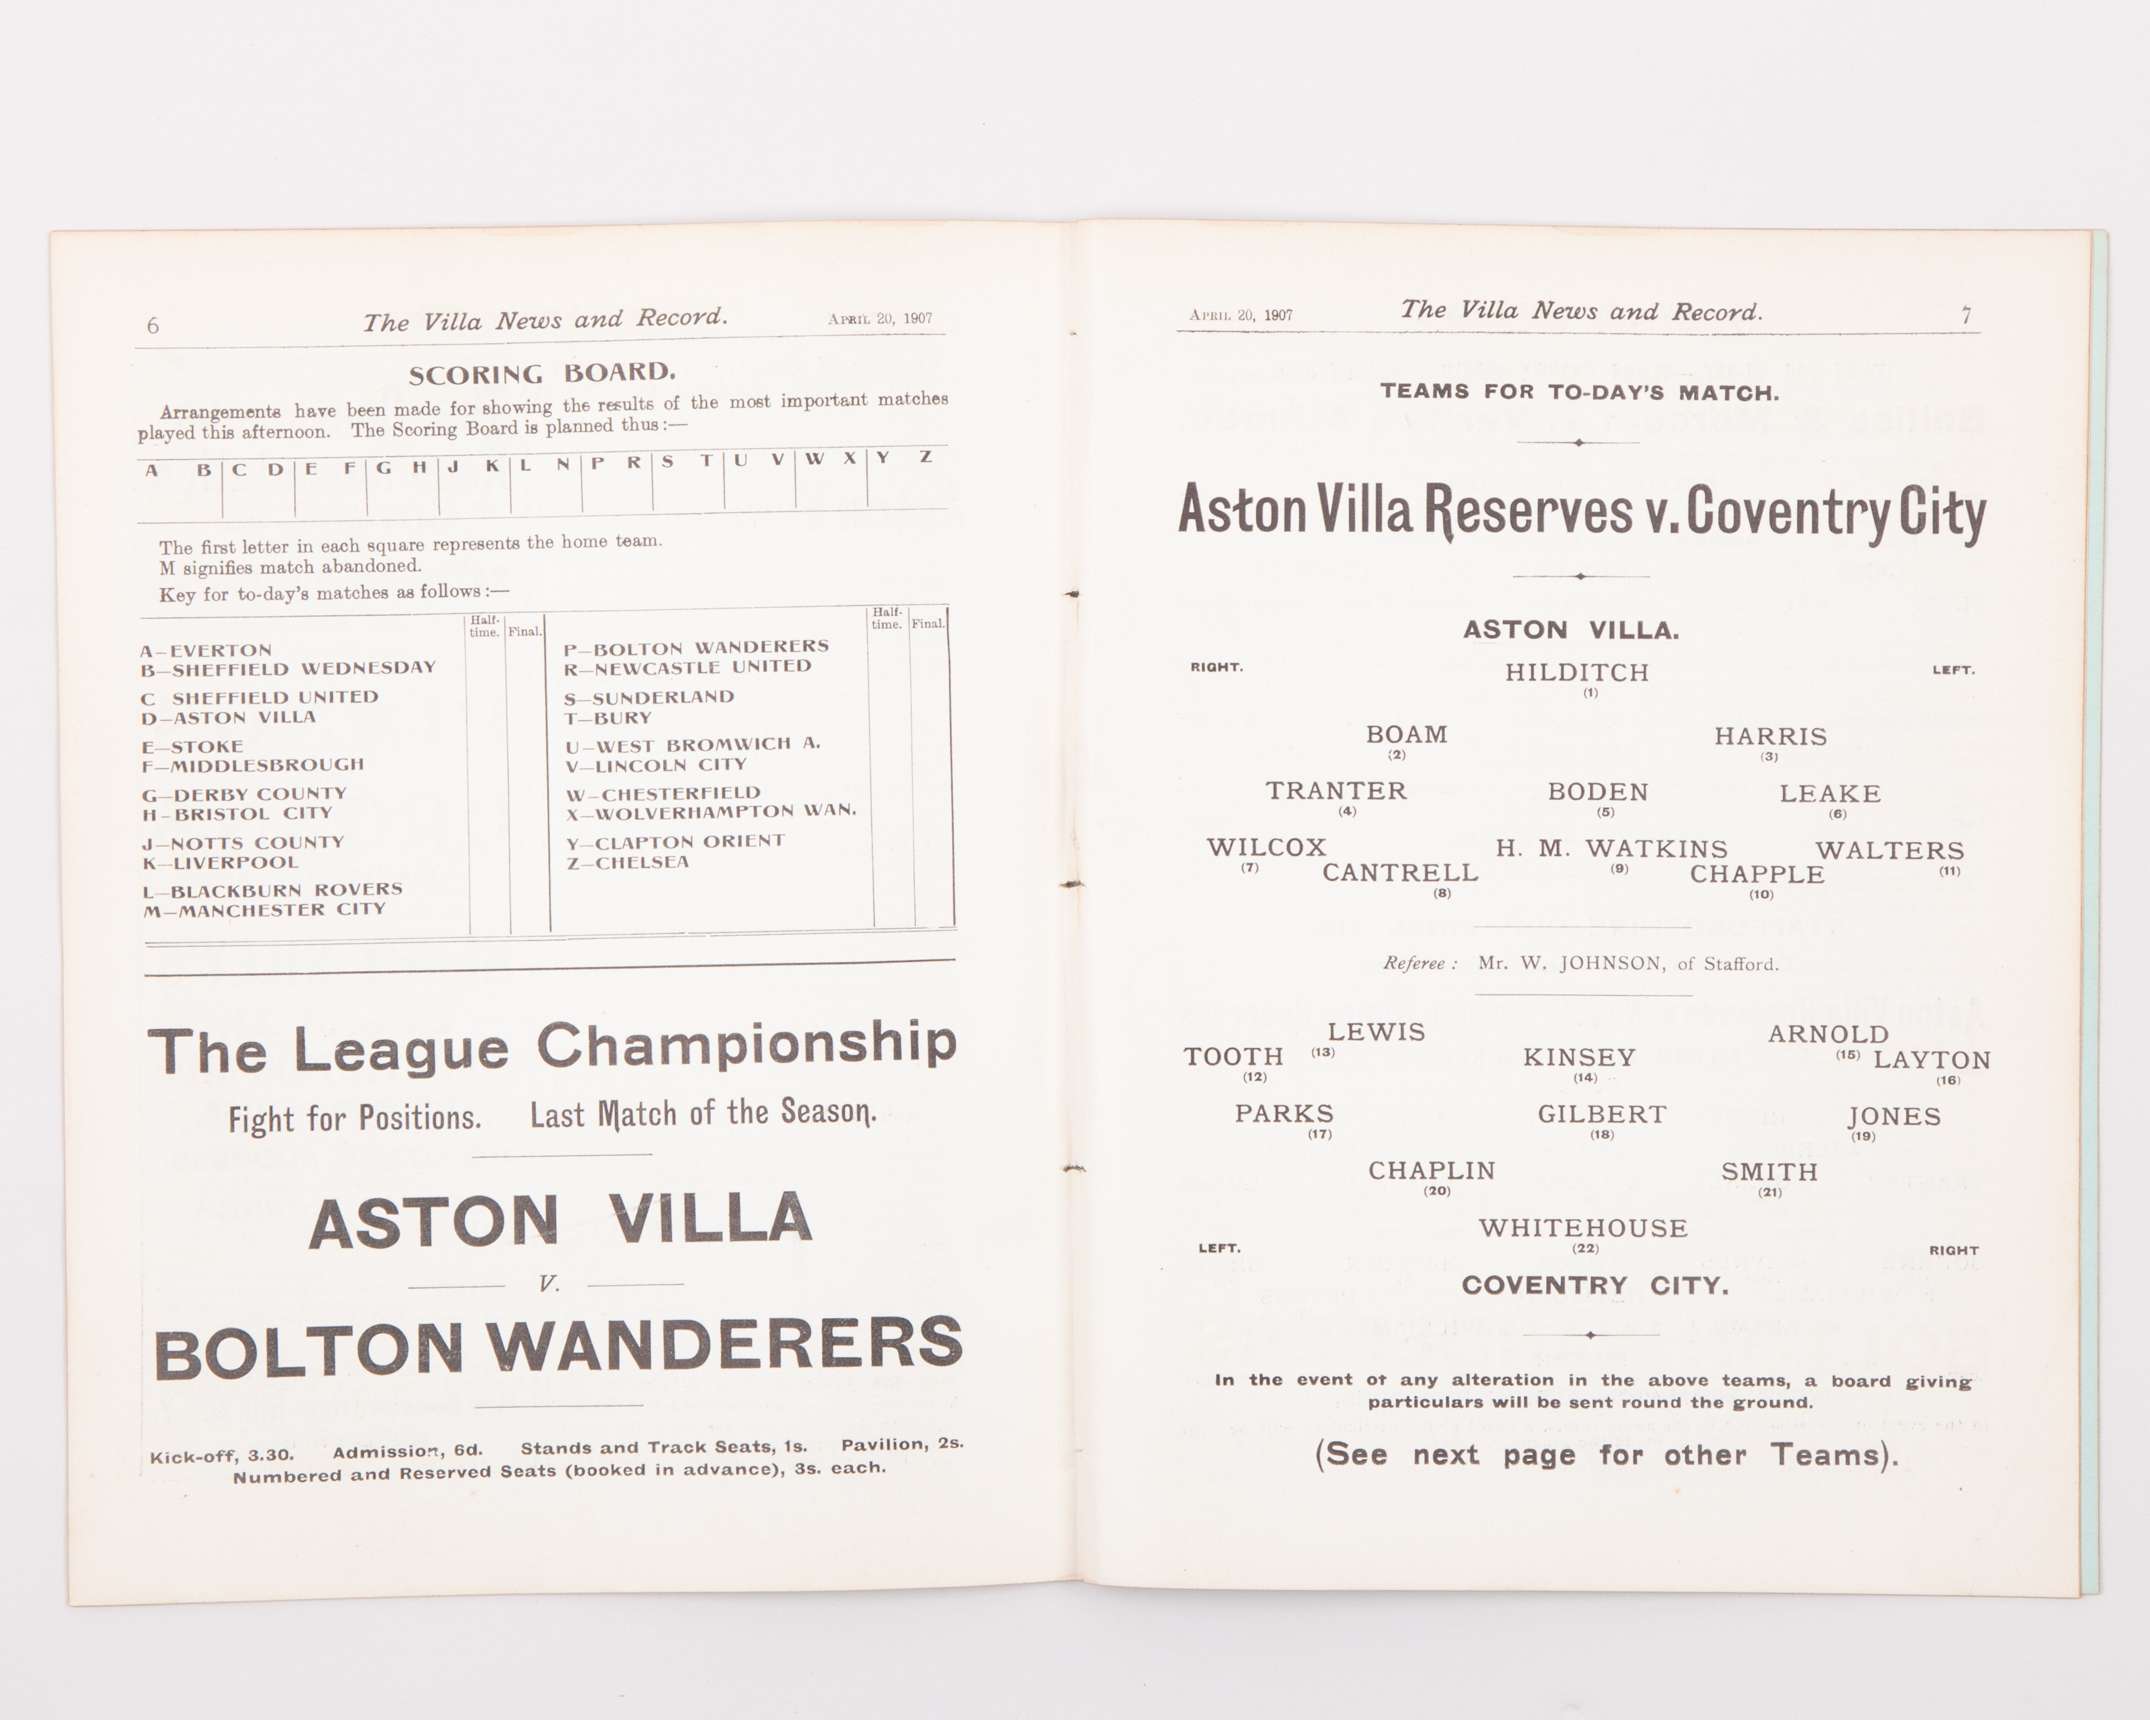 6 The Villa News and Record. APRIL 20, 1907
SCORING BOARD.
Arrangements have been made for showing the results of the most important matches
played this afternoon. The Scoring Board is planned thus:—
A B C D E F G H J K L N P R S T U V W X Y Z
The first letter in each square represents the home team.
M signifies match abandoned.
Key for to-day's matches as follows:—
Half-time. Final. Half-time. Final.
A—EVERTON
B—SHEFFIELD WEDNESDAY
C SHEFFIELD UNITED
D—ASTON VILLA
E—STOKE
F—MIDDLESBROUGH
G—DERBY COUNTY
H—BRISTOL CITY
J—NOTTS COUNTY
K—LIVERPOOL
L—BLACKBURN ROVERS
M—MANCHESTER CITY
P—BOLTON WANDERERS
R—NEWCASTLE UNITED
S—SUNDERLAND
T—BURY
U—WEST BROMWICH A.
V—LINCOLN CITY
W—CHESTERFIELD
X—WOLVERHAMPTON WAN.
Y—CLAPTON ORIENT
Z—CHELSEA
The League Championship
Fight for Positions. Last Match of the Season.
ASTON VILLA
V.
BOLTON WANDERERS
Kick-off, 3.30. Admission, 6d. Stands and Track Seats, 1s. Pavilion, 2s.
Numbered and Reserved Seats (booked in advance), 3s. each.
APRIL 20, 1907 The Villa News and Record. 7
TEAMS FOR TO-DAY'S MATCH.
Aston Villa Reserves v. Coventry City
ASTON VILLA.
RIGHT. HILDITCH LEFT.
(1)
BOAM HARRIS
(2) (3)
TRANTER BODEN LEAKE
(4) (5) (6)
WILCOX H. M. WATKINS WALTERS
(7) CANTRELL (9) CHAPPLE (11)
(8) (10)
Referee: Mr. W. JOHNSON, of Stafford.
LEWIS ARNOLD
TOOTH (13) KINSEY (15) LAYTON
(12) (14) (16)
PARKS GILBERT JONES
(17) (18) (19)
CHAPLIN SMITH
(20) (21)
WHITEHOUSE
LEFT. (22) RIGHT
COVENTRY CITY.
In the event of any alteration in the above teams, a board giving
particulars will be sent round the ground.
(See next page for other Teams).